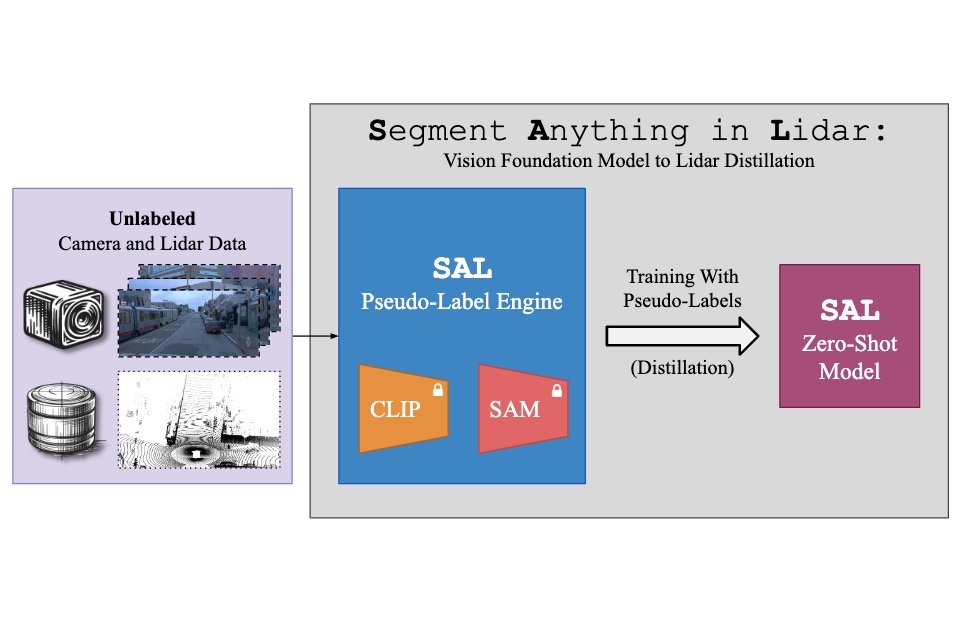 Segment Anything in Lidar:
Vision Foundation Model to Lidar Distillation
Unlabeled
Camera and Lidar Data
SAL
Pseudo-Label Engine
CLIP
SAM
Training With
Pseudo-Labels
(Distillation)
SAL
Zero-Shot
Model